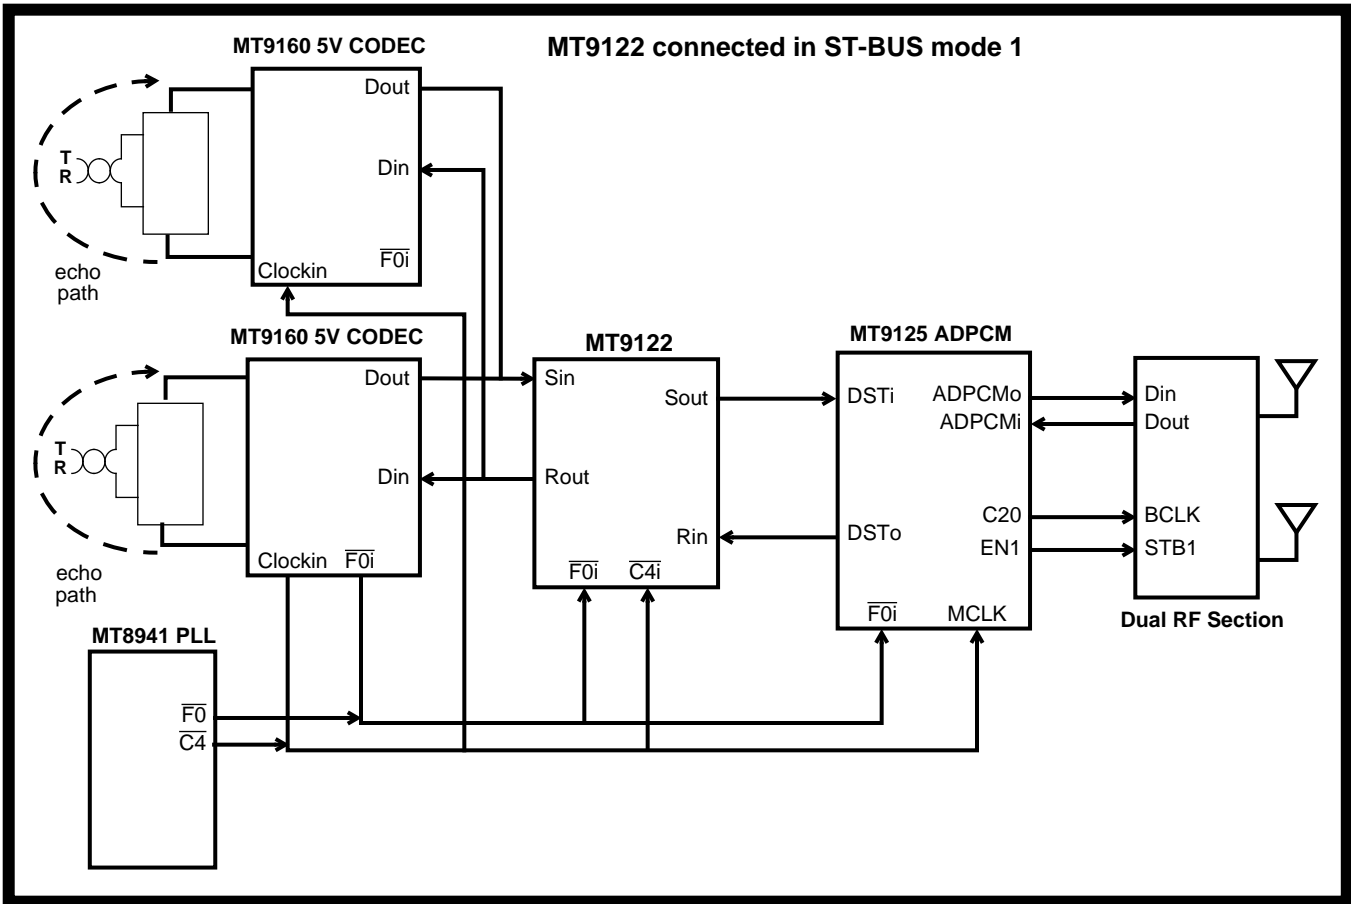 MT9160 5V CODEC
MT9122 connected in ST-BUS mode 1
Dout
Din
F0i
Clockin
T
R
echo
path
MT9160 5V CODEC
Dout
Din
Clockin
F0i
T
R
echo
path
MT9122
Sin
Sout
Rout
Rin
F0i
C4i
MT9125 ADPCM
DSTi
ADPCMo
ADPCMi
C20
EN1
DSTo
F0i
MCLK
Din
Dout
BCLK
STB1
Dual RF Section
MT8941 PLL
F0
C4